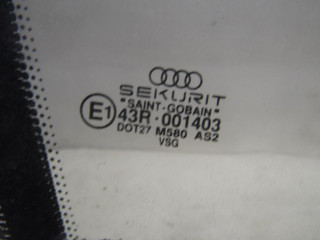 SEKURIT
"SAINT-GOBAIN"
E1 43R-001403
DOT27 M580 AS2
VSG